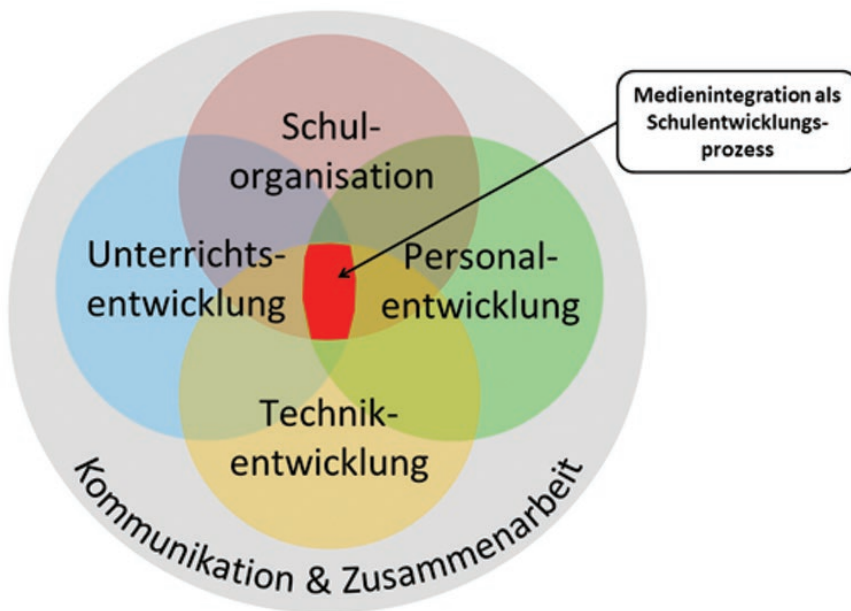 Medienintegration als
Schulentwicklungs-
prozess
Schul-
organisation
Unterrichts-
entwicklung
Personal-
entwicklung
Technik-
entwicklung
Kommunikation & Zusammenarbeit